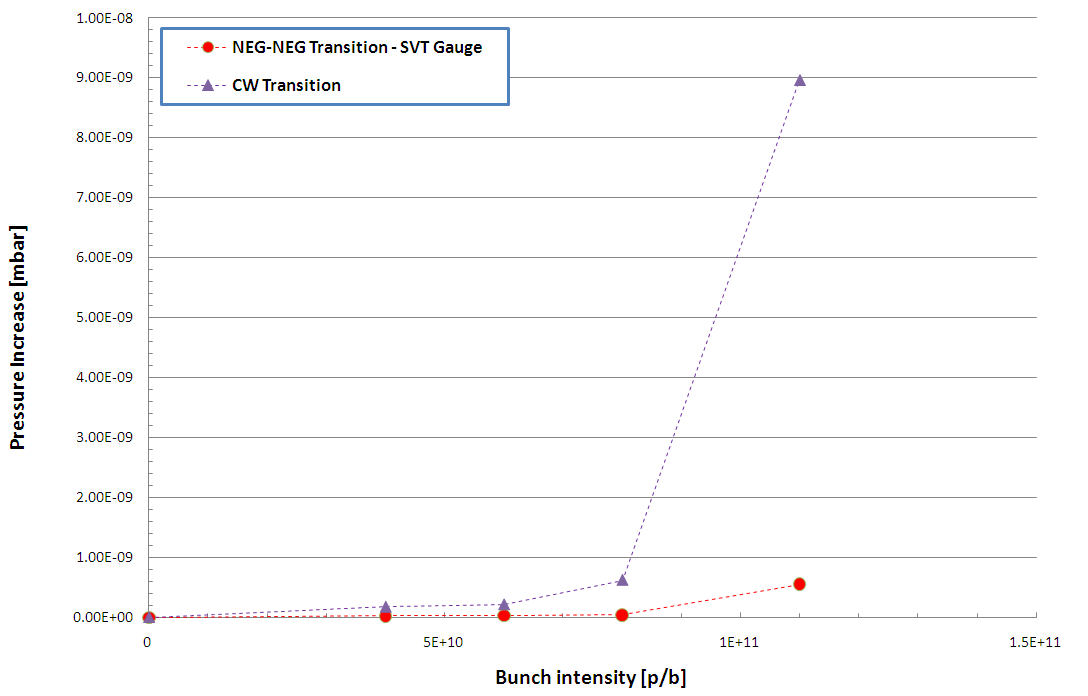 1.00E-08
NEG-NEG Transition - SVT Gauge
CW Transition
9.00E-09
8.00E-09
7.00E-09
6.00E-09
5.00E-09
4.00E-09
3.00E-09
2.00E-09
1.00E-09
0.00E+00
Pressure Increase [mbar]
0
5E+10
1E+11
1.5E+11
Bunch intensity [p/b]